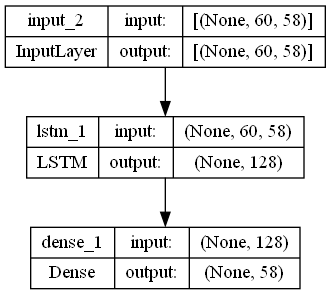 input_2 input: [(None, 60, 58)]
InputLayer output: [(None, 60, 58)]
lstm_1 input: (None, 60, 58)
LSTM output: (None, 128)
dense_1 input: (None, 128)
Dense output: (None, 58)